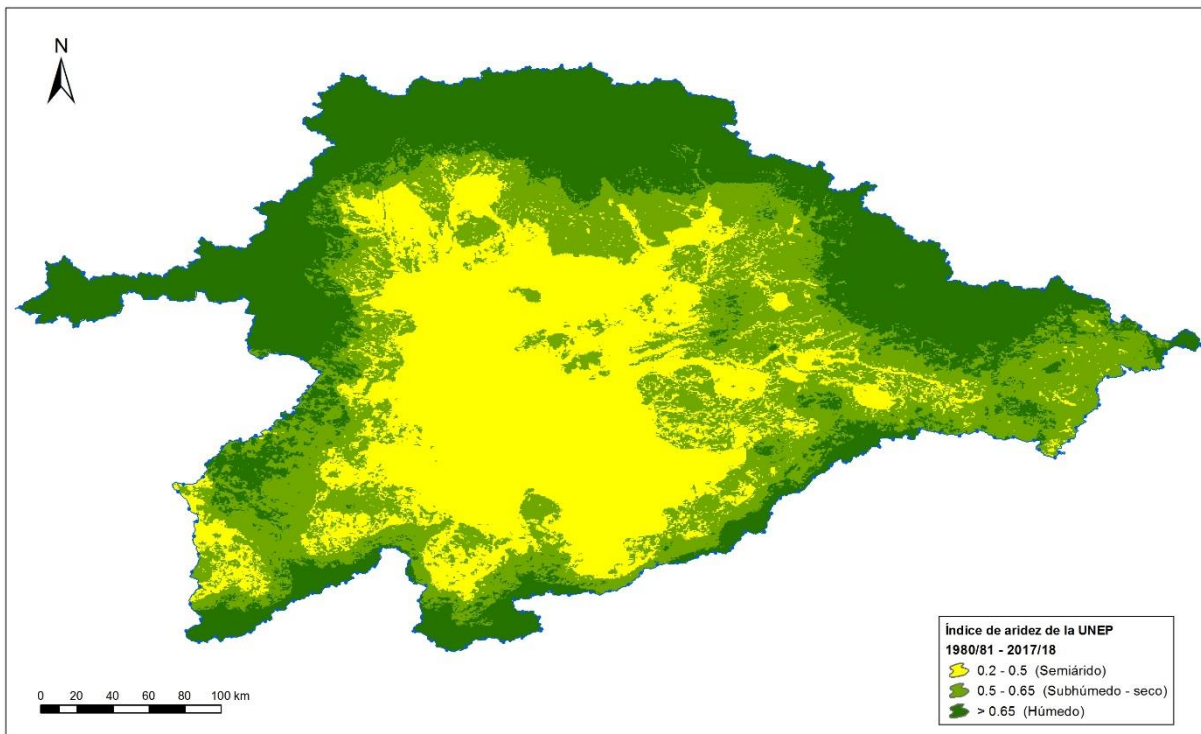 N
Índice de aridez de la UNEP
1980/81 - 2017/18
0.2 - 0.5 (Semiárido)
0.5 - 0.65 (Subhúmedo - seco)
> 0.65 (Húmedo)
0 20 40 60 80 100 km